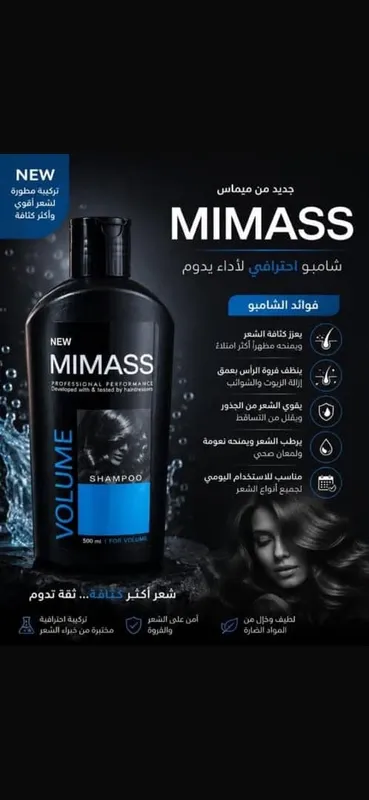 NEW
تركيبة مطورة
لشعر أقوى
وأكثر كثافة
جديد من ميماس
MIMASS
شامبو احترافي لأداء يدوم
فوائد الشامبو
يعزز كثافة الشعر
ويمنحه مظهراً أكثر امتلاءً
ينظف فروة الرأس بعمق
إزالة الزيوت والشوائب
يقوي الشعر من الجذور
ويقلل من التساقط
يرطب الشعر ويمنحه نعومة
ولمعان صحي
مناسب للاستخدام اليومي
لجميع أنواع الشعر
NEW
MIMASS
PROFESSIONAL PERFORMANCE
Developed with & tested by hairdressers
VOLUME
SHAMPOO
500 ml | FOR VOLUME
شعر أكثر كثافة... ثقة تدوم
لطيف وخالٍ من
المواد الضارة
آمن على الشعر
والفروة
تركيبة احترافية
مختبرة من خبراء الشعر